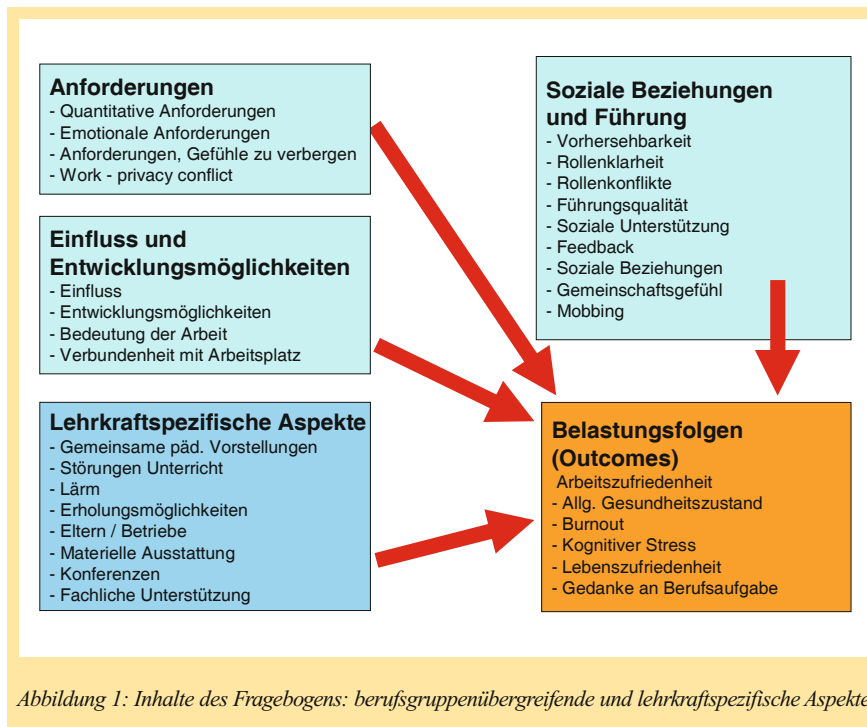 Anforderungen
- Quantitative Anforderungen
- Emotionale Anforderungen
- Anforderungen, Gefühle zu verbergen
- Work - privacy conflict
Einfluss und
Entwicklungsmöglichkeiten
- Einfluss
- Entwicklungsmöglichkeiten
- Bedeutung der Arbeit
- Verbundenheit mit Arbeitsplatz
Lehrkraftspezifische Aspekte
- Gemeinsame päd. Vorstellungen
- Störungen Unterricht
- Lärm
- Erholungsmöglichkeiten
- Eltern / Betriebe
- Materielle Ausstattung
- Konferenzen
- Fachliche Unterstützung
Soziale Beziehungen
und Führung
- Vorhersehbarkeit
- Rollenklarheit
- Rollenkonflikte
- Führungsqualität
- Soziale Unterstützung
- Feedback
- Soziale Beziehungen
- Gemeinschaftsgefühl
- Mobbing
Belastungsfolgen
(Outcomes)
Arbeitszufriedenheit
- Allg. Gesundheitszustand
- Burnout
- Kognitiver Stress
- Lebenszufriedenheit
- Gedanke an Berufsaufgabe
Abbildung 1: Inhalte des Fragebogens: berufsgruppenübergreifende und lehrkraftspezifische Aspekte